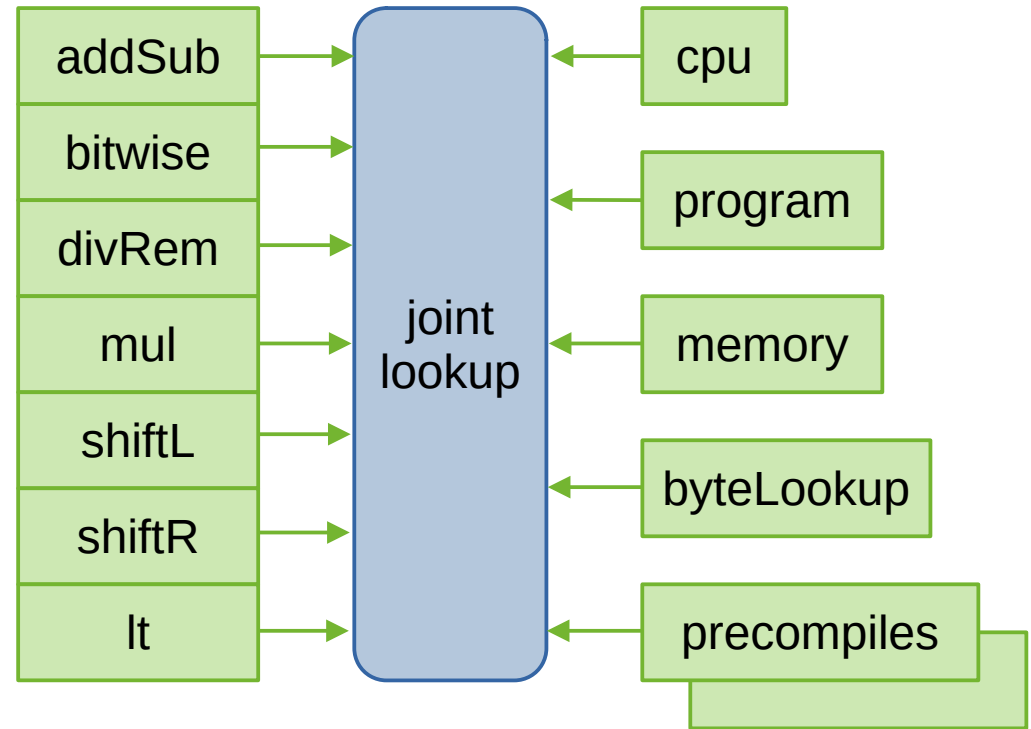 addSub
bitwise
divRem
mul
shiftL
shiftR
lt
joint
lookup
cpu
program
memory
byteLookup
precompiles